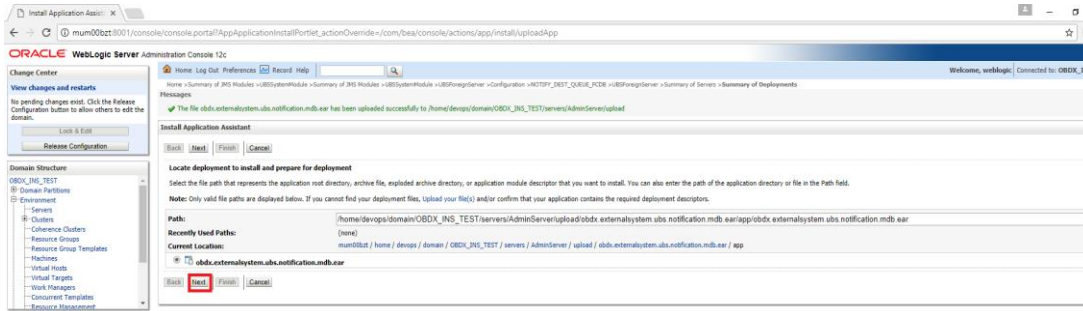 Install Application Assist
mum00bzt:8001/console/console.portal?AppApplicationInstallPortlet_actionOverride=/com/bea/console/actions/app/install/uploadApp
ORACLE WebLogic Server Administration Console 12c
Change Center
View changes and restarts
No pending changes exist. Click the Release
Configuration button to allow others to edit the
domain.
Lock & Edit
Release Configuration
Domain Structure
OBDX_INS_TEST
Domain Partitions
Environment
Servers
Clusters
Coherence Clusters
Resource Groups
Resource Group Templates
Machines
Virtual Hosts
Virtual Targets
Work Managers
Concurrent Templates
Resource Management
Home Log Out Preferences Record Help
Welcome, weblogic Connected to: OBDX_I
Home >Summary of JMS Modules >UBSSystemModule >Summary of JMS Modules >UBSSystemModule >UBSForeignServer >Configuration >NOTIFY_DEST_QUEUE_FCDB >UBSForeignServer >Summary of Servers >Summary of Deployments
Messages
The file obdx.externalsystem.ubs.notification.mdb.ear has been uploaded successfully to /home/devops/domain/OBDX_INS_TEST/servers/AdminServer/upload
Install Application Assistant
Back Next Finish Cancel
Locate deployment to install and prepare for deployment
Select the file path that represents the application root directory, archive file, exploded archive directory, or application module descriptor that you want to install. You can also enter the path of the application directory or file in the Path field.
Note: Only valid file paths are displayed below. If you cannot find your deployment files, Upload your file(s) and/or confirm that your application contains the required deployment descriptors.
Path: /home/devops/domain/OBDX_INS_TEST/servers/AdminServer/upload/obdx.externalsystem.ubs.notification.mdb.ear/app/obdx.externalsystem.ubs.notification.mdb.ear
Recently Used Paths: (none)
Current Location: mum00bzt / home / devops / domain / OBDX_INS_TEST / servers / AdminServer / upload / obdx.externalsystem.ubs.notification.mdb.ear / app
obdx.externalsystem.ubs.notification.mdb.ear
Back Next Finish Cancel